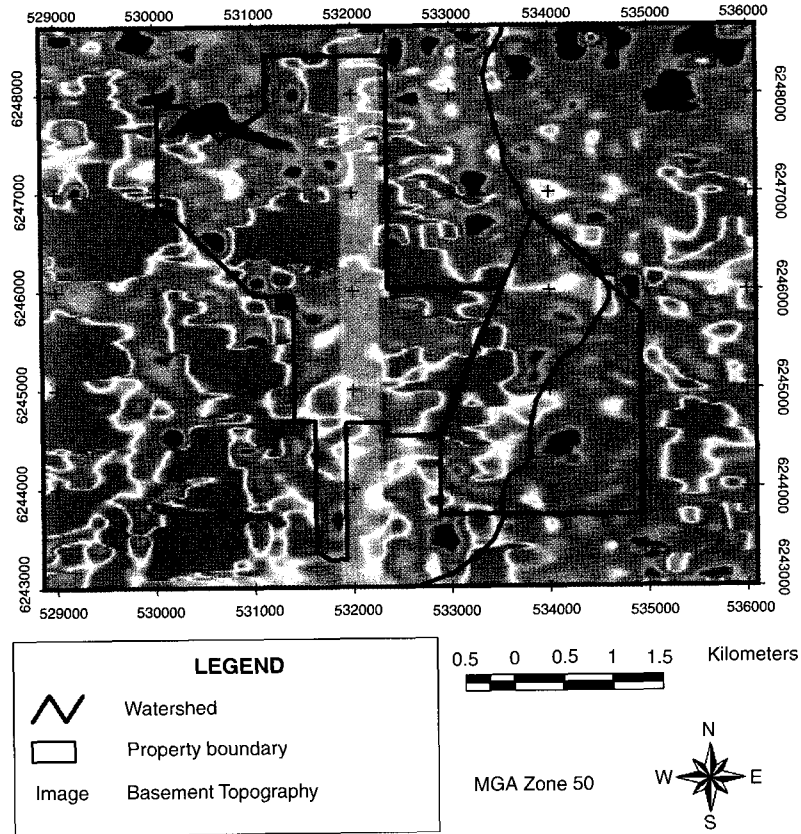 529000 530000 531000 532000 533000 534000 535000 536000
6248000 6248000
6247000 6247000
6246000 6246000
6245000 6245000
6244000 6244000
6243000 6243000
529000 530000 531000 532000 533000 534000 535000 536000
LEGEND
Watershed
Property boundary
Image Basement Topography
0.5 0 0.5 1 1.5 Kilometers
MGA Zone 50
N
W E
S